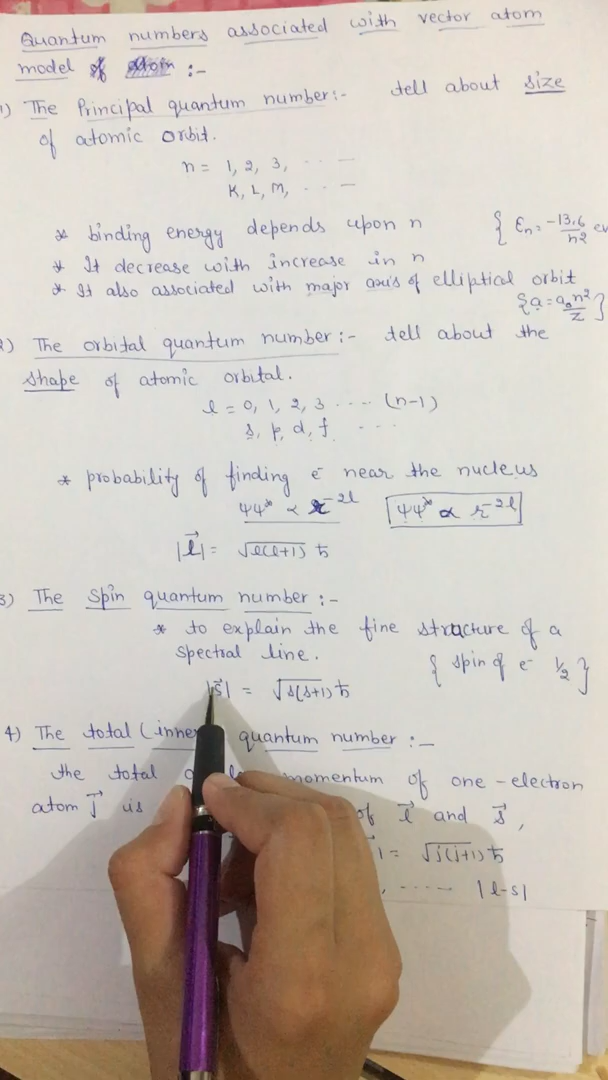 Quantum numbers associated with vector atom
model of :-
1) The Principal quantum number:- tell about size
of atomic orbit.
n = 1, 2, 3, ...
K, L, M, ...
* binding energy depends upon n { En = -13.6/n² ev
* It decrease with increase in n
* It also associated with major axis of elliptical orbit
{ a = a₀n²/Z }
2) The orbital quantum number:- tell about the
shape of atomic orbital.
l = 0, 1, 2, 3 .... (n-1)
s, p, d, f ...
* probability of finding e⁻ near the nucleus
ψψ* ∝ r⁻²ˡ ψψ* ∝ r⁻²ˡ
|l⃗| = √l(l+1) ħ
3) The Spin quantum number:-
* to explain the fine structure of a
spectral line. { spin of e⁻ 1/2 }
|s⃗| = √s(s+1) ħ
4) The total (inner quantum number:-
the total momentum of one-electron
atom J⃗ is of l⃗ and s⃗,
| = √j(j+1) ħ
, ..... |l-s|